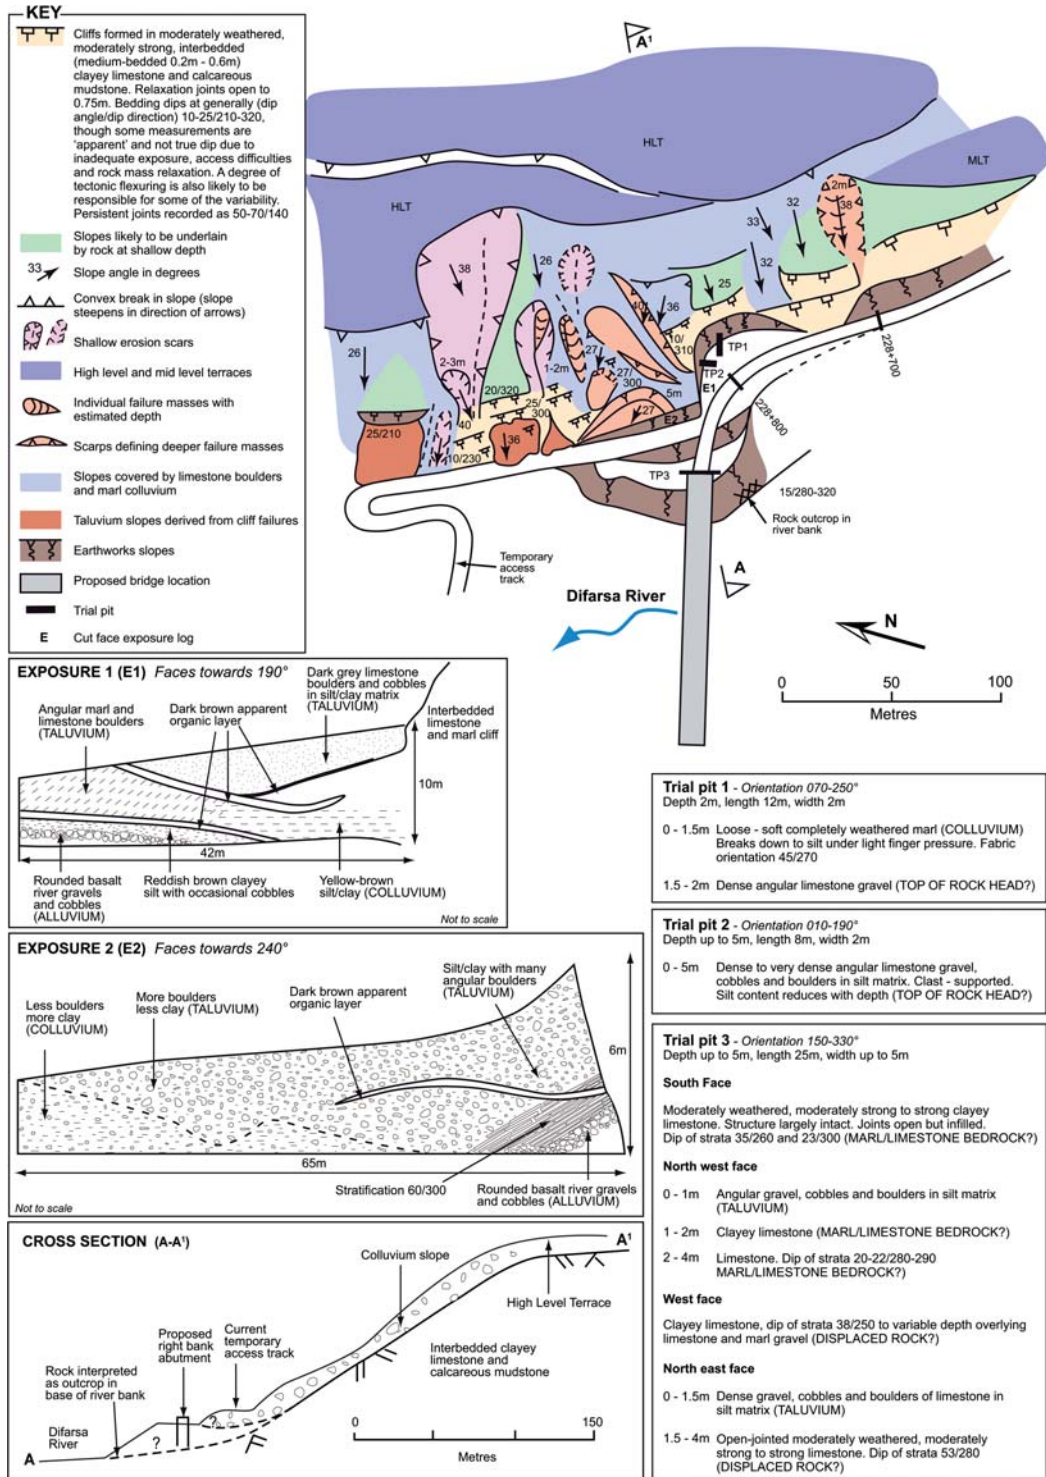 KEY
Cliffs formed in moderately weathered,
moderately strong, interbedded
(medium-bedded 0.2m - 0.6m)
clayey limestone and calcareous
mudstone. Relaxation joints open to
0.75m. Bedding dips at generally (dip
angle/dip direction) 10-25/210-320,
though some measurements are
'apparent' and not true dip due to
inadequate exposure, access difficulties
and rock mass relaxation. A degree of
tectonic flexuring is also likely to be
responsible for some of the variability.
Persistent joints recorded as 50-70/140
Slopes likely to be underlain
by rock at shallow depth
33
Slope angle in degrees
Convex break in slope (slope
steepens in direction of arrows)
Shallow erosion scars
High level and mid level terraces
Individual failure masses with
estimated depth
Scarps defining deeper failure masses
Slopes covered by limestone boulders
and marl colluvium
Taluvium slopes derived from cliff failures
Earthworks slopes
Proposed bridge location
Trial pit
E
Cut face exposure log
A¹
HLT
MLT
HLT
2m
38
32
33
32
26
38
25
40
36
26
10/
310
TP1
TP2
E1
228+700
2-3m
1-2m
27
27/
300
5m
20/320
25/
300
27
E2
228+800
25/210
40
36
10/230
TP3
15/280-320
Rock outcrop in
river bank
Temporary
access
track
A
Difarsa River
N
0 50 100
Metres
EXPOSURE 1 (E1) Faces towards 190°
Angular marl and
limestone boulders
(TALUVIUM)
Dark brown apparent
organic layer
Dark grey limestone
boulders and cobbles
in silt/clay matrix
(TALUVIUM)
Interbedded
limestone
and marl cliff
10m
42m
Rounded basalt
river gravels
and cobbles
(ALLUVIUM)
Reddish brown clayey
silt with occasional cobbles
Yellow-brown
silt/clay (COLLUVIUM)
Not to scale
EXPOSURE 2 (E2) Faces towards 240°
Less boulders
more clay
(COLLUVIUM)
More boulders
less clay
(TALUVIUM)
Dark brown apparent
organic layer
Silt/clay with many
angular boulders
(TALUVIUM)
6m
65m
Stratification 60/300
Rounded basalt river gravels
and cobbles (ALLUVIUM)
Not to scale
CROSS SECTION (A-A¹)
A¹
Colluvium slope
High Level Terrace
Proposed
right bank
abutment
Current
temporary
access track
Rock interpreted
as outcrop in
base of river bank
Interbedded clayey
limestone and
calcareous mudstone
Difarsa
River
A
?
?
0 150
Metres
Trial pit 1 - Orientation 070-250°
Depth 2m, length 12m, width 2m
0 - 1.5m Loose - soft completely weathered marl (COLLUVIUM)
Breaks down to silt under light finger pressure. Fabric
orientation 45/270
1.5 - 2m Dense angular limestone gravel (TOP OF ROCK HEAD?)
Trial pit 2 - Orientation 010-190°
Depth up to 5m, length 8m, width 2m
0 - 5m Dense to very dense angular limestone gravel,
cobbles and boulders in silt matrix. Clast - supported.
Silt content reduces with depth (TOP OF ROCK HEAD?)
Trial pit 3 - Orientation 150-330°
Depth up to 5m, length 25m, width up to 5m
South Face
Moderately weathered, moderately strong to strong clayey
limestone. Structure largely intact. Joints open but infilled.
Dip of strata 35/260 and 23/300 (MARL/LIMESTONE BEDROCK?)
North west face
0 - 1m Angular gravel, cobbles and boulders in silt matrix
(TALUVIUM)
1 - 2m Clayey limestone (MARL/LIMESTONE BEDROCK?)
2 - 4m Limestone. Dip of strata 20-22/280-290
MARL/LIMESTONE BEDROCK?)
West face
Clayey limestone, dip of strata 38/250 to variable depth overlying
limestone and marl gravel (DISPLACED ROCK?)
North east face
0 - 1.5m Dense gravel, cobbles and boulders of limestone in
silt matrix (TALUVIUM)
1.5 - 4m Open-jointed moderately weathered, moderately
strong to strong limestone. Dip of strata 53/280
(DISPLACED ROCK?)